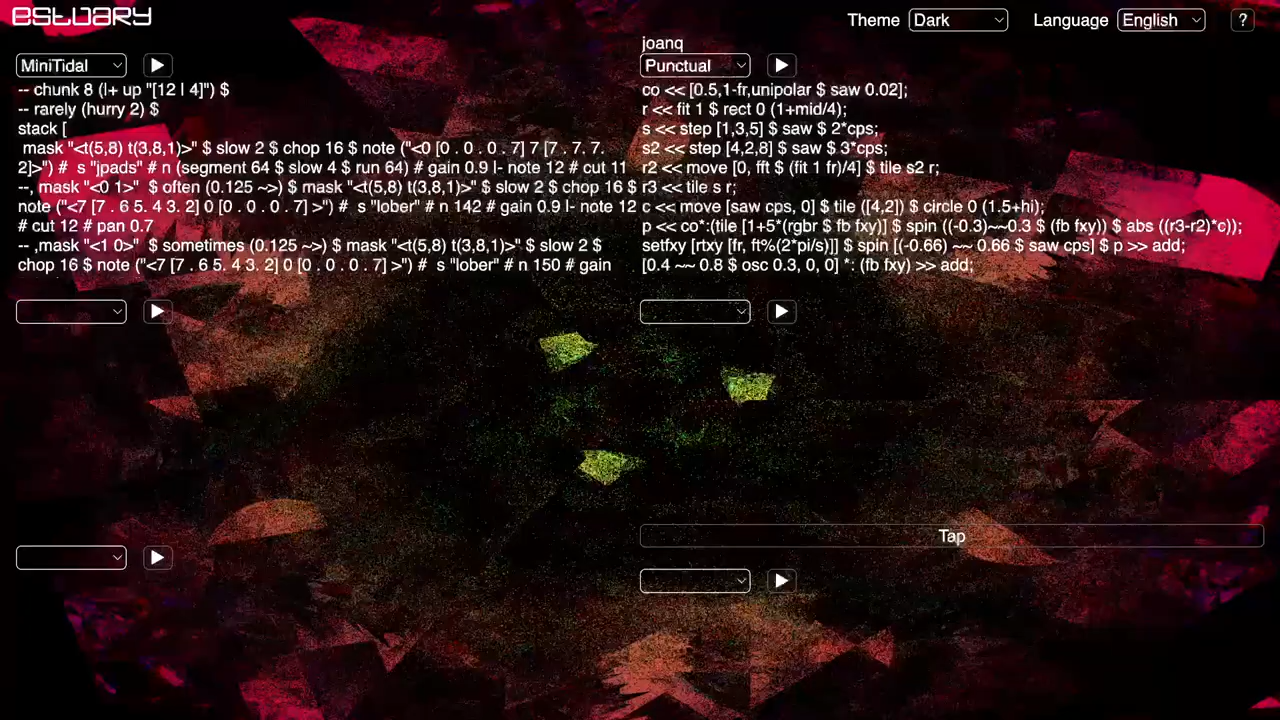 estuary
Theme Dark Language English ?
MiniTidal
-- chunk 8 (|+ up "[12 | 4]") $
-- rarely (hurry 2) $
stack [
mask "<t(5,8) t(3,8,1)>" $ slow 2 $ chop 16 $ note ("<0 [0 . 0 . 0 . 7] 7 [7 . 7. 7.
2]>") # s "jpads" # n (segment 64 $ slow 4 $ run 64) # gain 0.9 |- note 12 # cut 11
--, mask "<0 1>" $ often (0.125 ~>) $ mask "<t(5,8) t(3,8,1)>" $ slow 2 $ chop 16 $
note ("<7 [7 . 6 5. 4 3. 2] 0 [0 . 0 . 0 . 7] >") # s "lober" # n 142 # gain 0.9 |- note 12
# cut 12 # pan 0.7
-- ,mask "<1 0>" $ sometimes (0.125 ~>) $ mask "<t(5,8) t(3,8,1)>" $ slow 2 $
chop 16 $ note ("<7 [7 . 6 5. 4 3. 2] 0 [0 . 0 . 0 . 7] >") # s "lober" # n 150 # gain
joanq
Punctual
co << [0.5,1-fr,unipolar $ saw 0.02];
r << fit 1 $ rect 0 (1+mid/4);
s << step [1,3,5] $ saw $ 2*cps;
s2 << step [4,2,8] $ saw $ 3*cps;
r2 << move [0, fft $ (fit 1 fr)/4] $ tile s2 r;
r3 << tile s r;
c << move [saw cps, 0] $ tile ([4,2]) $ circle 0 (1.5+hi);
p << co*:(tile [1+5*(rgbr $ fb fxy)] $ spin ((-0.3)~~0.3 $ (fb fxy)) $ abs ((r3-r2)*c));
setfxy [rtxy [fr, ft%(2*pi/s)]] $ spin [(-0.66) ~~ 0.66 $ saw cps] $ p >> add;
[0.4 ~~ 0.8 $ osc 0.3, 0, 0] *: (fb fxy) >> add;
Tap